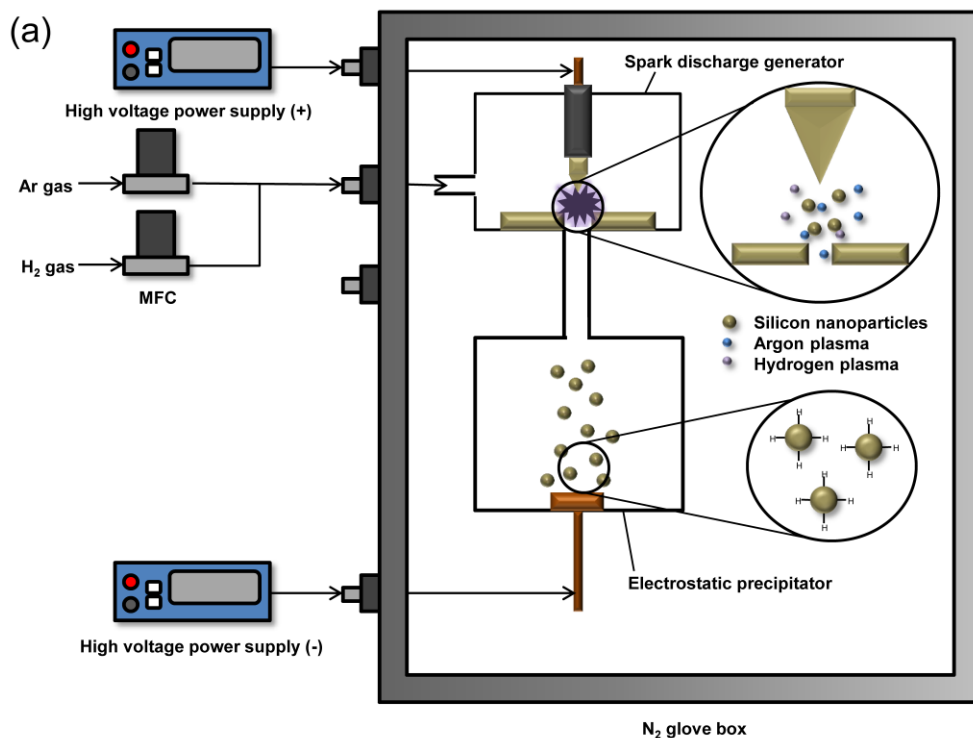 (a)
High voltage power supply (+)
Ar gas
H₂ gas
MFC
Spark discharge generator
Silicon nanoparticles
Argon plasma
Hydrogen plasma
H
H H
H
H
H H
H
H
H H
H
Electrostatic precipitator
High voltage power supply (-)
N₂ glove box